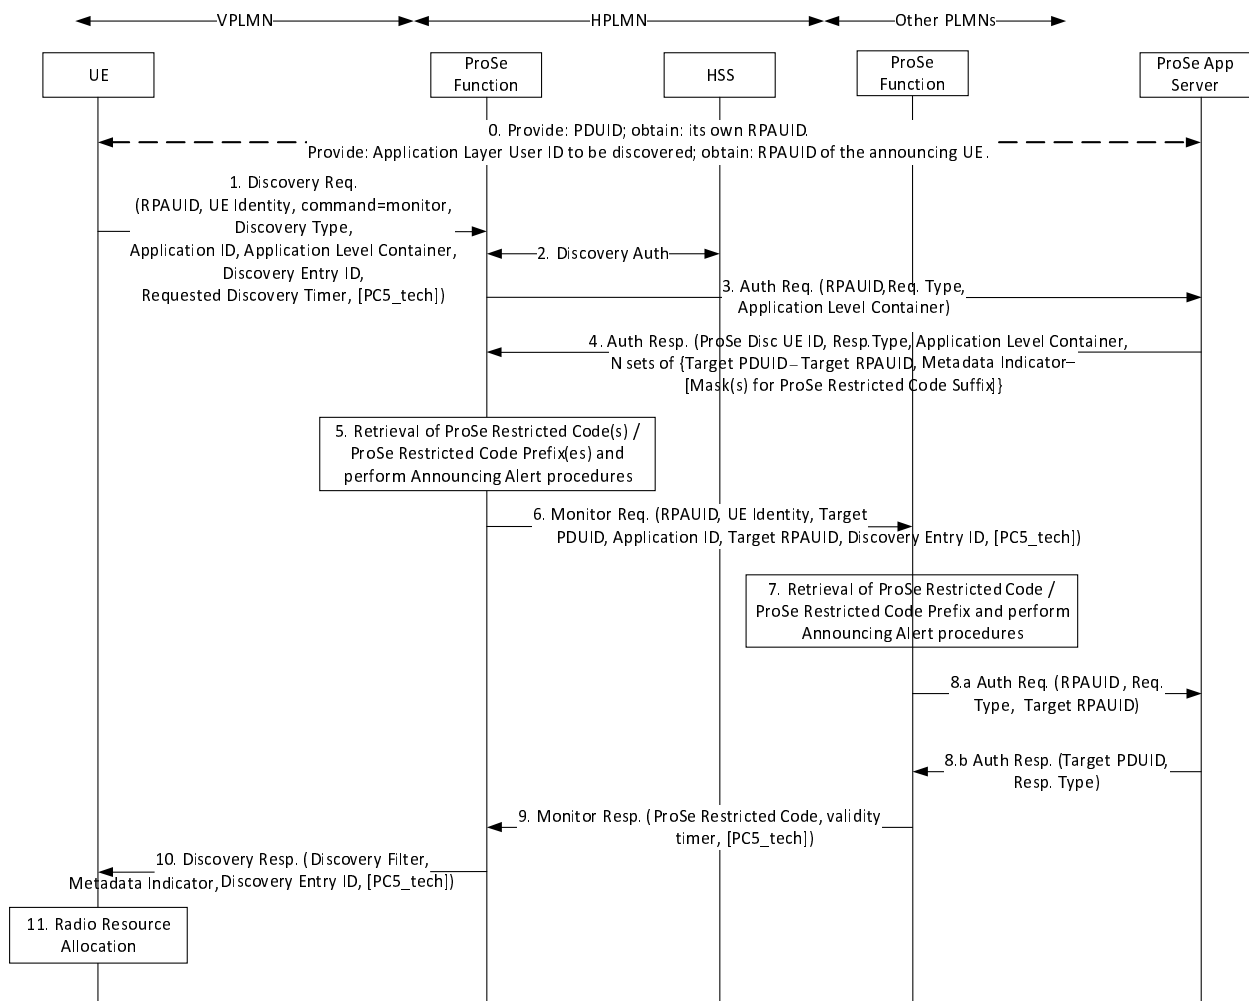 VPLMN
HPLMN
Other PLMNs
UE
ProSe
Function
HSS
ProSe
Function
ProSe App
Server
0. Provide: PDUID; obtain: its own RPAUID.
Provide: Application Layer User ID to be discovered; obtain: RPAUID of the announcing UE.
1. Discovery Req.
(RPAUID, UE Identity, command=monitor,
Discovery Type,
Application ID, Application Level Container,
Discovery Entry ID,
Requested Discovery Timer, [PC5_tech])
2. Discovery Auth
3. Auth Req. (RPAUID,Req. Type,
Application Level Container)
4. Auth Resp. (ProSe Disc UE ID, Resp.Type, Application Level Container,
N sets of {Target PDUID– Target RPAUID, Metadata Indicator–
[Mask(s) for ProSe Restricted Code Suffix]}
5. Retrieval of ProSe Restricted Code(s) /
ProSe Restricted Code Prefix(es) and
perform Announcing Alert procedures
6. Monitor Req. (RPAUID, UE Identity, Target
PDUID, Application ID, Target RPAUID, Discovery Entry ID, [PC5_tech])
7. Retrieval of ProSe Restricted Code /
ProSe Restricted Code Prefix and perform
Announcing Alert procedures
8.a Auth Req. (RPAUID , Req.
Type, Target RPAUID)
8.b Auth Resp. (Target PDUID,
Resp. Type)
9. Monitor Resp. (ProSe Restricted Code, validity
timer, [PC5_tech])
10. Discovery Resp. (Discovery Filter,
Metadata Indicator, Discovery Entry ID, [PC5_tech])
11. Radio Resource
Allocation